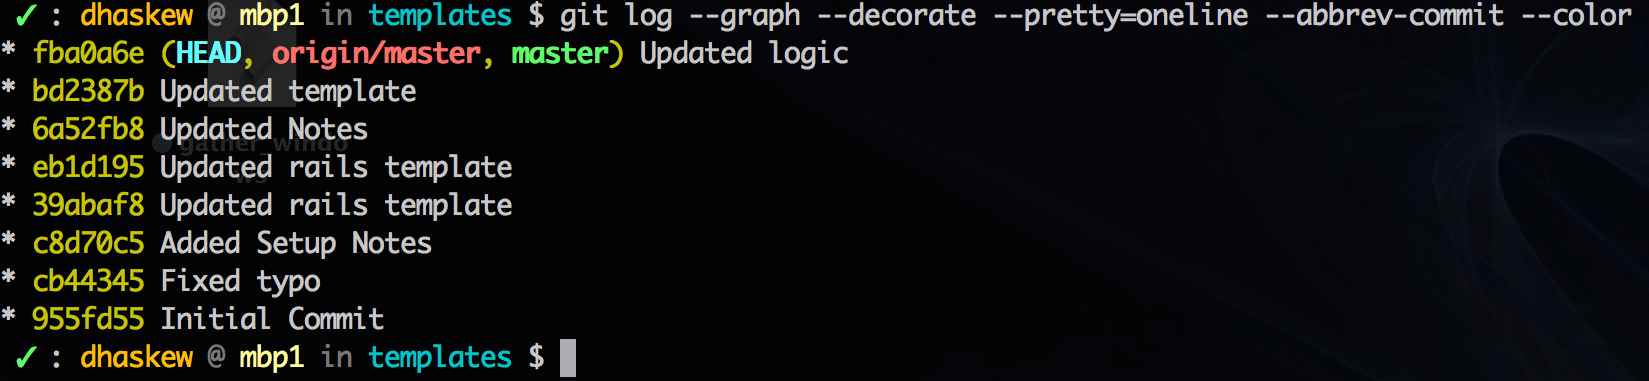 ✓ : dhaskew @ mbp1 in templates $ git log --graph --decorate --pretty=oneline --abbrev-commit --color
* fba0a6e (HEAD, origin/master, master) Updated logic
* bd2387b Updated template
* 6a52fb8 Updated Notes
gather_windo
* eb1d195 Updated rails template
ws
* 39abaf8 Updated rails template
* c8d70c5 Added Setup Notes
* cb44345 Fixed typo
* 955fd55 Initial Commit
✓ : dhaskew @ mbp1 in templates $